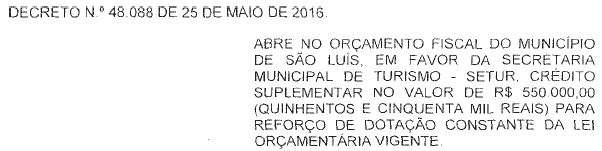 DECRETO N.º 48.088 DE 25 DE MAIO DE 2016.
ABRE NO ORÇAMENTO FISCAL DO MUNICÍPIO
DE SÃO LUÍS, EM FAVOR DA SECRETARIA
MUNICIPAL DE TURISMO - SETUR, CRÉDITO
SUPLEMENTAR NO VALOR DE R$ 550.000,00
(QUINHENTOS E CINQUENTA MIL REAIS) PARA
REFORÇO DE DOTAÇÃO CONSTANTE DA LEI
ORÇAMENTÁRIA VIGENTE.